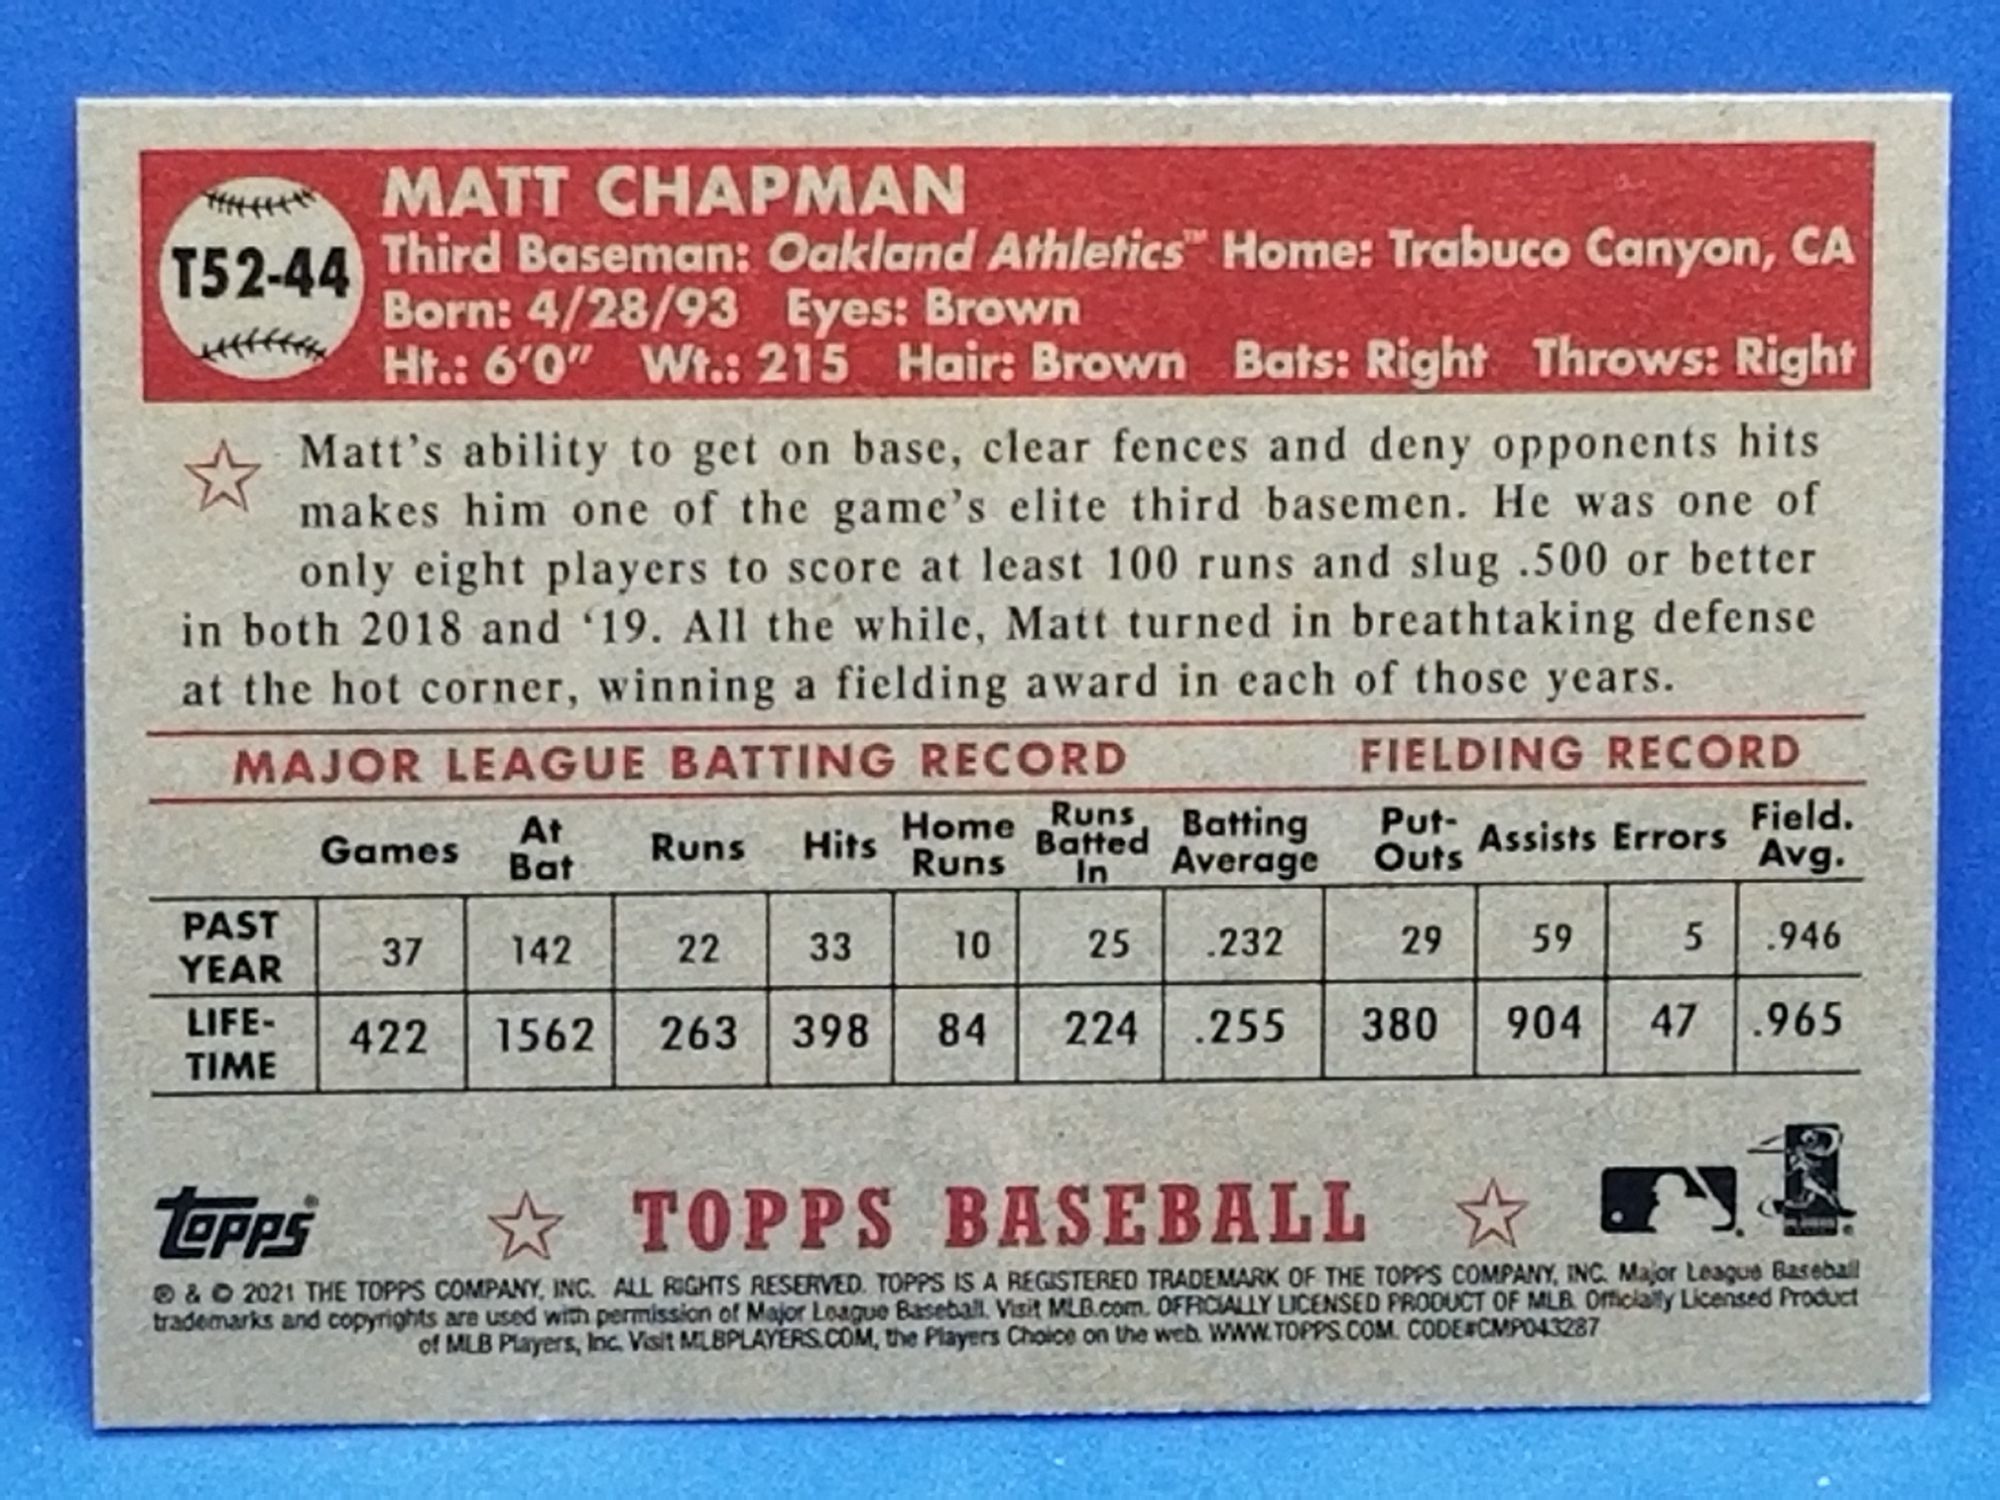 T52-44
MATT CHAPMAN
Third Baseman: Oakland Athletics™ Home: Trabuco Canyon, CA
Born: 4/28/93 Eyes: Brown
Ht.: 6'0" Wt.: 215 Hair: Brown Bats: Right Throws: Right
Matt's ability to get on base, clear fences and deny opponents hits
makes him one of the game's elite third basemen. He was one of
only eight players to score at least 100 runs and slug .500 or better
in both 2018 and '19. All the while, Matt turned in breathtaking defense
at the hot corner, winning a fielding award in each of those years.
MAJOR LEAGUE BATTING RECORD FIELDING RECORD
Games At Bat Runs Hits Home Runs Runs Batted In Batting Average Put-Outs Assists Errors Field. Avg.
PAST YEAR 37 142 22 33 10 25 .232 29 59 5 .946
LIFE-TIME 422 1562 263 398 84 224 .255 380 904 47 .965
Topps® TOPPS BASEBALL
® & © 2021 THE TOPPS COMPANY, INC. ALL RIGHTS RESERVED. TOPPS IS A REGISTERED TRADEMARK OF THE TOPPS COMPANY, INC. Major League Baseball
trademarks and copyrights are used with permission of Major League Baseball. Visit MLB.com. OFFICIALLY LICENSED PRODUCT OF MLB. Officially Licensed Product
of MLB Players, Inc. Visit MLBPLAYERS.COM, the Players Choice on the web. WWW.TOPPS.COM. CODE#CMP043287